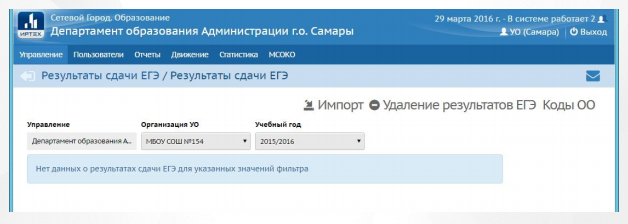 Сетевой Город. Образование
29 марта 2016 г. - В системе работает 2
ИРТЕХ
Департамент образования Администрации г.о. Самары
УО (Самара) | Выход
Управление Пользователи Отчеты Движение Статистика МСОКО
Результаты сдачи ЕГЭ / Результаты сдачи ЕГЭ
Импорт Удаление результатов ЕГЭ Коды ОО
Управление Организация УО Учебный год
Департамент образования А... МБОУ СОШ №154 2015/2016
Нет данных о результатах сдачи ЕГЭ для указанных значений фильтра